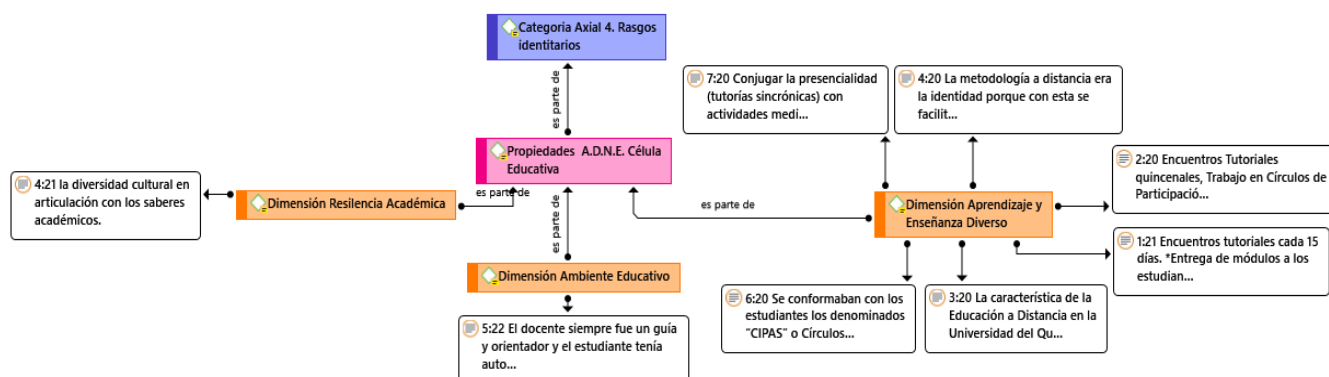 Categoria Axial 4. Rasgos
identitarios
es parte de
7:20 Conjugar la presencialidad
(tutorías sincrónicas) con
actividades medi...
4:20 La metodología a distancia era
la identidad porque con esta se
facilit...
Propiedades A.D.N.E. Célula
Educativa
2:20 Encuentros Tutoriales
quincenales, Trabajo en Círculos de
Participació...
4:21 la diversidad cultural en
articulación con los saberes
académicos.
es parte de
Dimensión Resilencia Académica
es parte de
es parte de
Dimensión Aprendizaje y
Enseñanza Diverso
1:21 Encuentros tutoriales cada 15
días. *Entrega de módulos a los
estudian...
Dimensión Ambiente Educativo
6:20 Se conformaban con los
estudiantes los denominados
"CIPAS" o Círculos...
3:20 La característica de la
Educación a Distancia en la
Universidad del Qu...
5:22 El docente siempre fue un guía
y orientador y el estudiante tenía
auto...